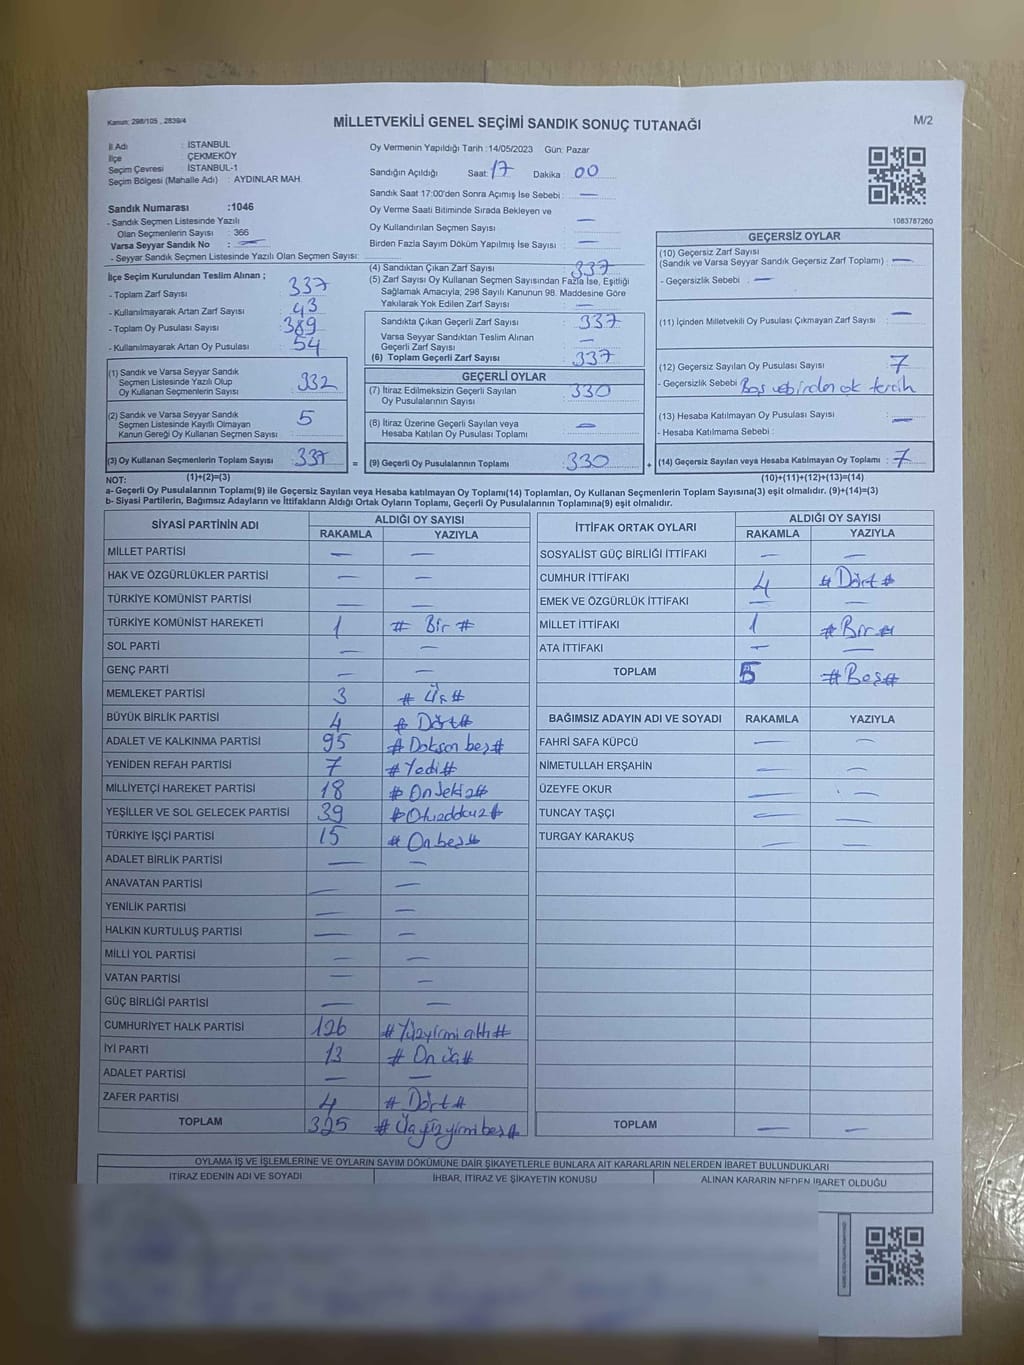 Kanun: 298/105 , 2839/4
MİLLETVEKİLİ GENEL SEÇİMİ SANDIK SONUÇ TUTANAĞI
M/2
İl Adı : İSTANBUL
İlçe : ÇEKMEKÖY
Seçim Çevresi : İSTANBUL-1
Seçim Bölgesi (Mahalle Adı) : AYDINLAR MAH.
Sandık Numarası :1046
- Sandık Seçmen Listesinde Yazılı
Olan Seçmenlerin Sayısı : 366
Varsa Seyyar Sandık No : —
- Seyyar Sandık Seçmen Listesinde Yazılı Olan Seçmen Sayısı:
Oy Vermenin Yapıldığı Tarih :14/05/2023 Gün: Pazar
Sandığın Açıldığı Saat: 17 Dakika 00
Sandık Saat 17:00'den Sonra Açılmış İse Sebebi : —
Oy Verme Saati Bitiminde Sırada Bekleyen ve
Oy Kullandırılan Seçmen Sayısı : —
Birden Fazla Sayım Döküm Yapılmış İse Sayısı : —
1083787260
İlçe Seçim Kurulundan Teslim Alınan ;
- Toplam Zarf Sayısı : 337
- Kullanılmayarak Artan Zarf Sayısı : 43
- Toplam Oy Pusulası Sayısı : 389
- Kullanılmayarak Artan Oy Pusulası : 54
(1) Sandık ve Varsa Seyyar Sandık
Seçmen Listesinde Yazılı Olup
Oy Kullanan Seçmenlerin Sayısı : 332
(2) Sandık ve Varsa Seyyar Sandık
Seçmen Listesinde Kayıtlı Olmayan
Kanun Gereği Oy Kullanan Seçmen Sayısı : 5
(3) Oy Kullanan Seçmenlerin Toplam Sayısı : 337 =
(4) Sandıktan Çıkan Zarf Sayısı : 337
(5) Zarf Sayısı Oy Kullanan Seçmen Sayısından Fazla İse, Eşitliği
Sağlamak Amacıyla, 298 Sayılı Kanunun 98. Maddesine Göre
Yakılarak Yok Edilen Zarf Sayısı : —
Sandıkta Çıkan Geçerli Zarf Sayısı : 337
Varsa Seyyar Sandıktan Teslim Alınan
Geçerli Zarf Sayısı : —
(6) Toplam Geçerli Zarf Sayısı : 337
GEÇERLİ OYLAR
(7) İtiraz Edilmeksizin Geçerli Sayılan
Oy Pusulalarının Sayısı : 330
(8) İtiraz Üzerine Geçerli Sayılan veya
Hesaba Katılan Oy Pusulası Toplamı : —
(9) Geçerli Oy Pusulalarının Toplamı : 330 +
GEÇERSİZ OYLAR
(10) Geçersiz Zarf Sayısı
(Sandık ve Varsa Seyyar Sandık Geçersiz Zarf Toplamı) : —
- Geçersizlik Sebebi : —
(11) İçinden Milletvekili Oy Pusulası Çıkmayan Zarf Sayısı : —
(12) Geçersiz Sayılan Oy Pusulası Sayısı : 7
- Geçersizlik Sebebi : Boş ve birden çok tercih
(13) Hesaba Katılmayan Oy Pusulası Sayısı : —
- Hesaba Katılmama Sebebi :
(14) Geçersiz Sayılan veya Hesaba Katılmayan Oy Toplamı : 7
NOT: (1)+(2)=(3) (10)+(11)+(12)+(13)=(14)
a- Geçerli Oy Pusulalarının Toplamı(9) ile Geçersiz Sayılan veya Hesaba katılmayan Oy Toplamı(14) Toplamları, Oy Kullanan Seçmenlerin Toplam Sayısına(3) eşit olmalıdır. (9)+(14)=(3)
b- Siyasi Partilerin, Bağımsız Adayların ve İttifakların Aldığı Ortak Oyların Toplamı, Geçerli Oy Pusulalarının Toplamına(9) eşit olmalıdır.
SİYASİ PARTİNİN ADI ALDIĞI OY SAYISI
RAKAMLA YAZIYLA
MİLLET PARTİSİ — —
HAK VE ÖZGÜRLÜKLER PARTİSİ — —
TÜRKİYE KOMÜNİST PARTİSİ — —
TÜRKİYE KOMÜNİST HAREKETİ 1 # Bir #
SOL PARTİ — —
GENÇ PARTİ — —
MEMLEKET PARTİSİ 3 # Üç #
BÜYÜK BİRLİK PARTİSİ 4 # Dört#
ADALET VE KALKINMA PARTİSİ 95 # Doksan beş#
YENİDEN REFAH PARTİSİ 7 #Yedi#
MİLLİYETÇİ HAREKET PARTİSİ 18 # Onsekiz#
YEŞİLLER VE SOL GELECEK PARTİSİ 39 #Otuzdokuz#
TÜRKİYE İŞÇİ PARTİSİ 15 # Onbeş#
ADALET BİRLİK PARTİSİ — —
ANAVATAN PARTİSİ — —
YENİLİK PARTİSİ — —
HALKIN KURTULUŞ PARTİSİ — —
MİLLİ YOL PARTİSİ — —
VATAN PARTİSİ — —
GÜÇ BİRLİĞİ PARTİSİ — —
CUMHURİYET HALK PARTİSİ 126 #Yüzyirmi altı#
İYİ PARTİ 13 # On üç#
ADALET PARTİSİ — —
ZAFER PARTİSİ 4 # Dört#
TOPLAM 325 #Üçyüzyirmi beş#
İTTİFAK ORTAK OYLARI ALDIĞI OY SAYISI
RAKAMLA YAZIYLA
SOSYALİST GÜÇ BİRLİĞİ İTTİFAKI — —
CUMHUR İTTİFAKI 4 # Dört #
EMEK VE ÖZGÜRLÜK İTTİFAKI — —
MİLLET İTTİFAKI 1 #Bir#
ATA İTTİFAKI — —
TOPLAM 5 #Beş#
BAĞIMSIZ ADAYIN ADI VE SOYADI RAKAMLA YAZIYLA
FAHRİ SAFA KÜPCÜ — —
NİMETULLAH ERŞAHİN — —
ÜZEYFE OKUR — —
TUNCAY TAŞÇI — —
TURGAY KARAKUŞ — —
TOPLAM — —
OYLAMA İŞ VE İŞLEMLERİNE VE OYLARIN SAYIM DÖKÜMÜNE DAİR ŞİKAYETLERLE BUNLARA AİT KARARLARIN NELERDEN İBARET BULUNDUKLARI
İTİRAZ EDENİN ADI VE SOYADI İHBAR, İTİRAZ VE ŞİKAYETİN KONUSU ALINAN KARARIN NEDEN İBARET OLDUĞU